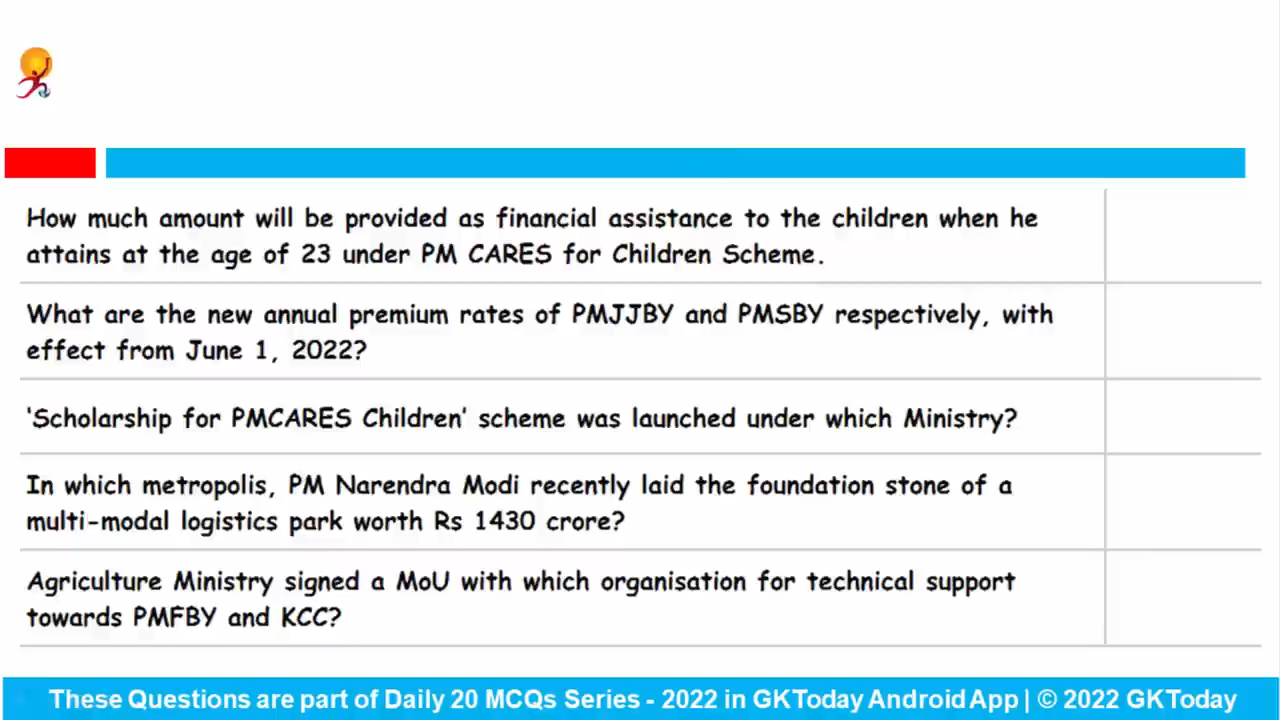 How much amount will be provided as financial assistance to the children when he
attains at the age of 23 under PM CARES for Children Scheme.
What are the new annual premium rates of PMJJBY and PMSBY respectively, with
effect from June 1, 2022?
'Scholarship for PMCARES Children' scheme was launched under which Ministry?
In which metropolis, PM Narendra Modi recently laid the foundation stone of a
multi-modal logistics park worth Rs 1430 crore?
Agriculture Ministry signed a MoU with which organisation for technical support
towards PMFBY and KCC?
These Questions are part of Daily 20 MCQs Series - 2022 in GKToday Android App | © 2022 GKToday